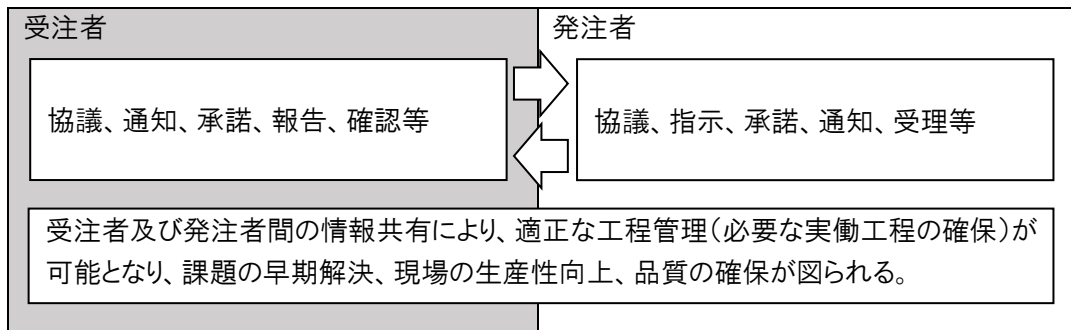 受注者
発注者
協議、通知、承諾、報告、確認等
協議、指示、承諾、通知、受理等
受注者及び発注者間の情報共有により、適正な工程管理(必要な実働工程の確保)が
可能となり、課題の早期解決、現場の生産性向上、品質の確保が図られる。